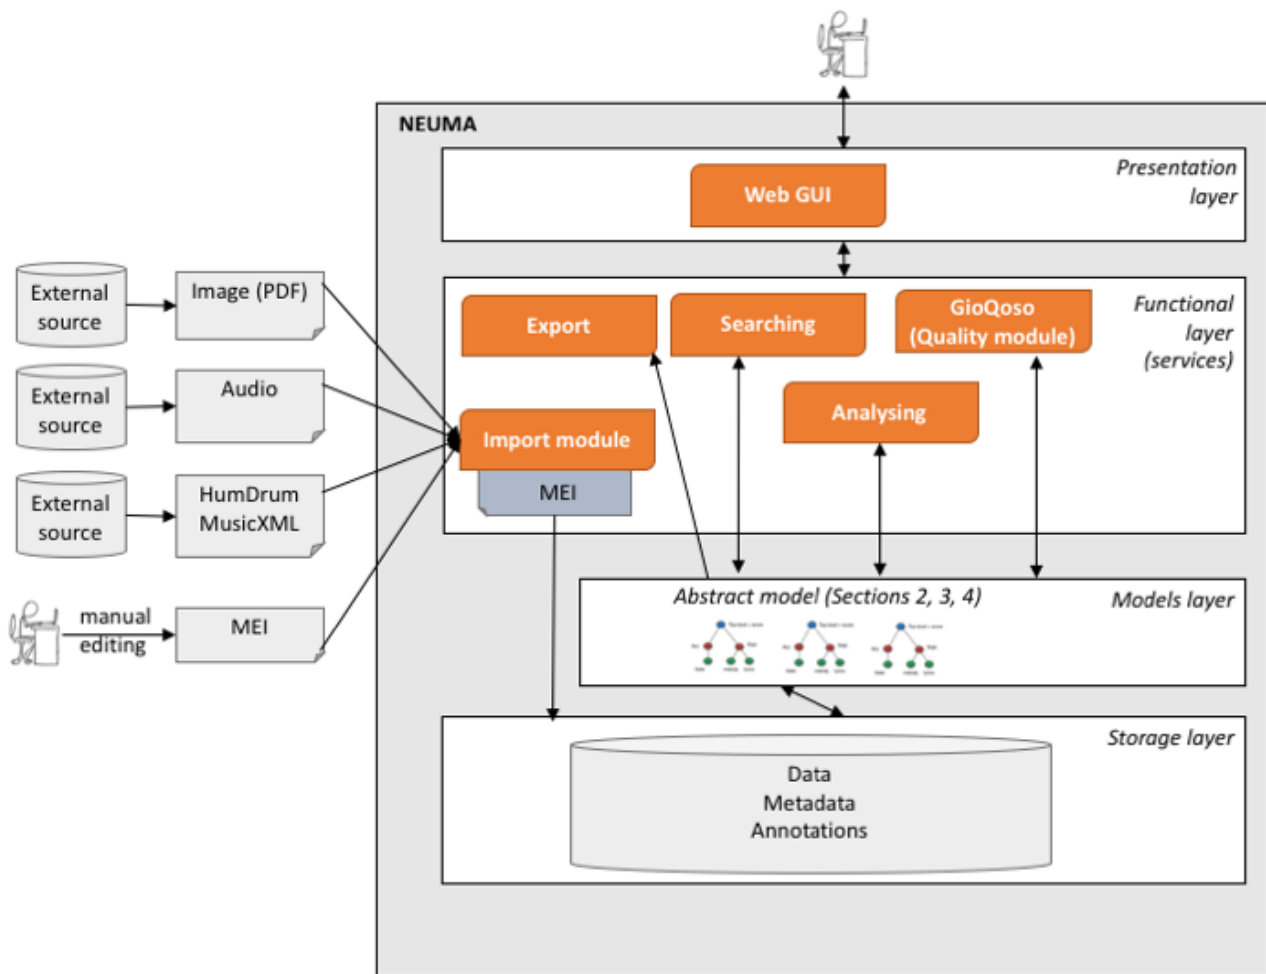 NEUMA
Presentation
layer
Web GUI
External
source
Image (PDF)
External
source
Audio
External
source
HumDrum
MusicXML
manual
editing
MEI
Export
Searching
GioQoso
(Quality module)
Functional
layer
(services)
Analysing
Import module
MEI
Abstract model (Sections 2, 3, 4)
Models layer
Storage layer
Data
Metadata
Annotations